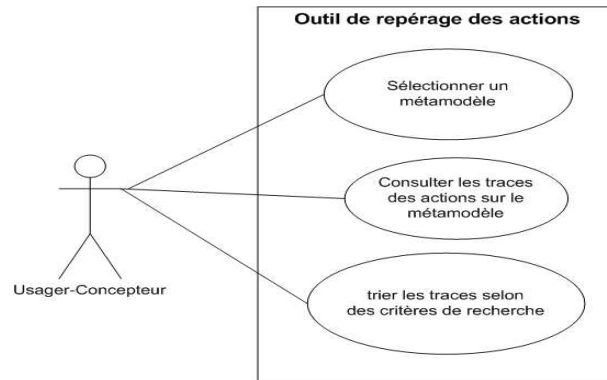 Outil de repérage des actions
Sélectionner un
métamodèle
Consulter les traces
des actions sur le
métamodèle
Usager-Concepteur
trier les traces selon
des critères de recherche